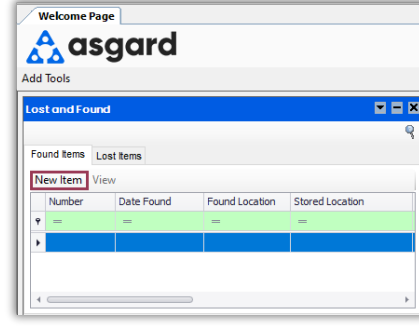 Welcome Page
asgard
Add Tools
Lost and Found
Found Items Lost Items
New Item View
Number Date Found Found Location Stored Location
= = = =